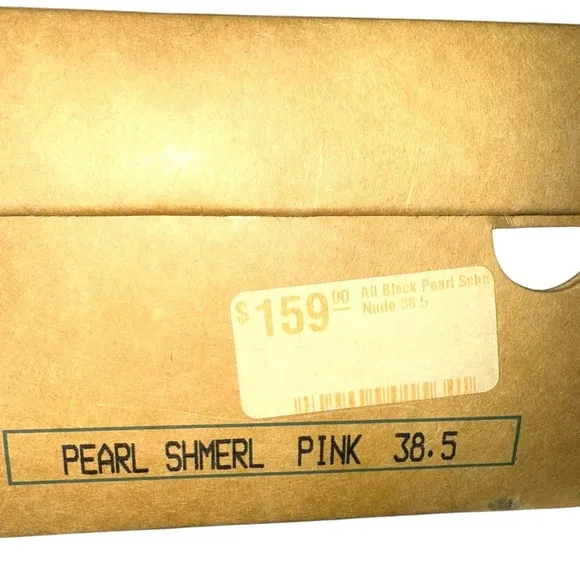 $159.00 All Black Pearl Schm
Nude 38.5
PEARL SHMERL PINK 38.5